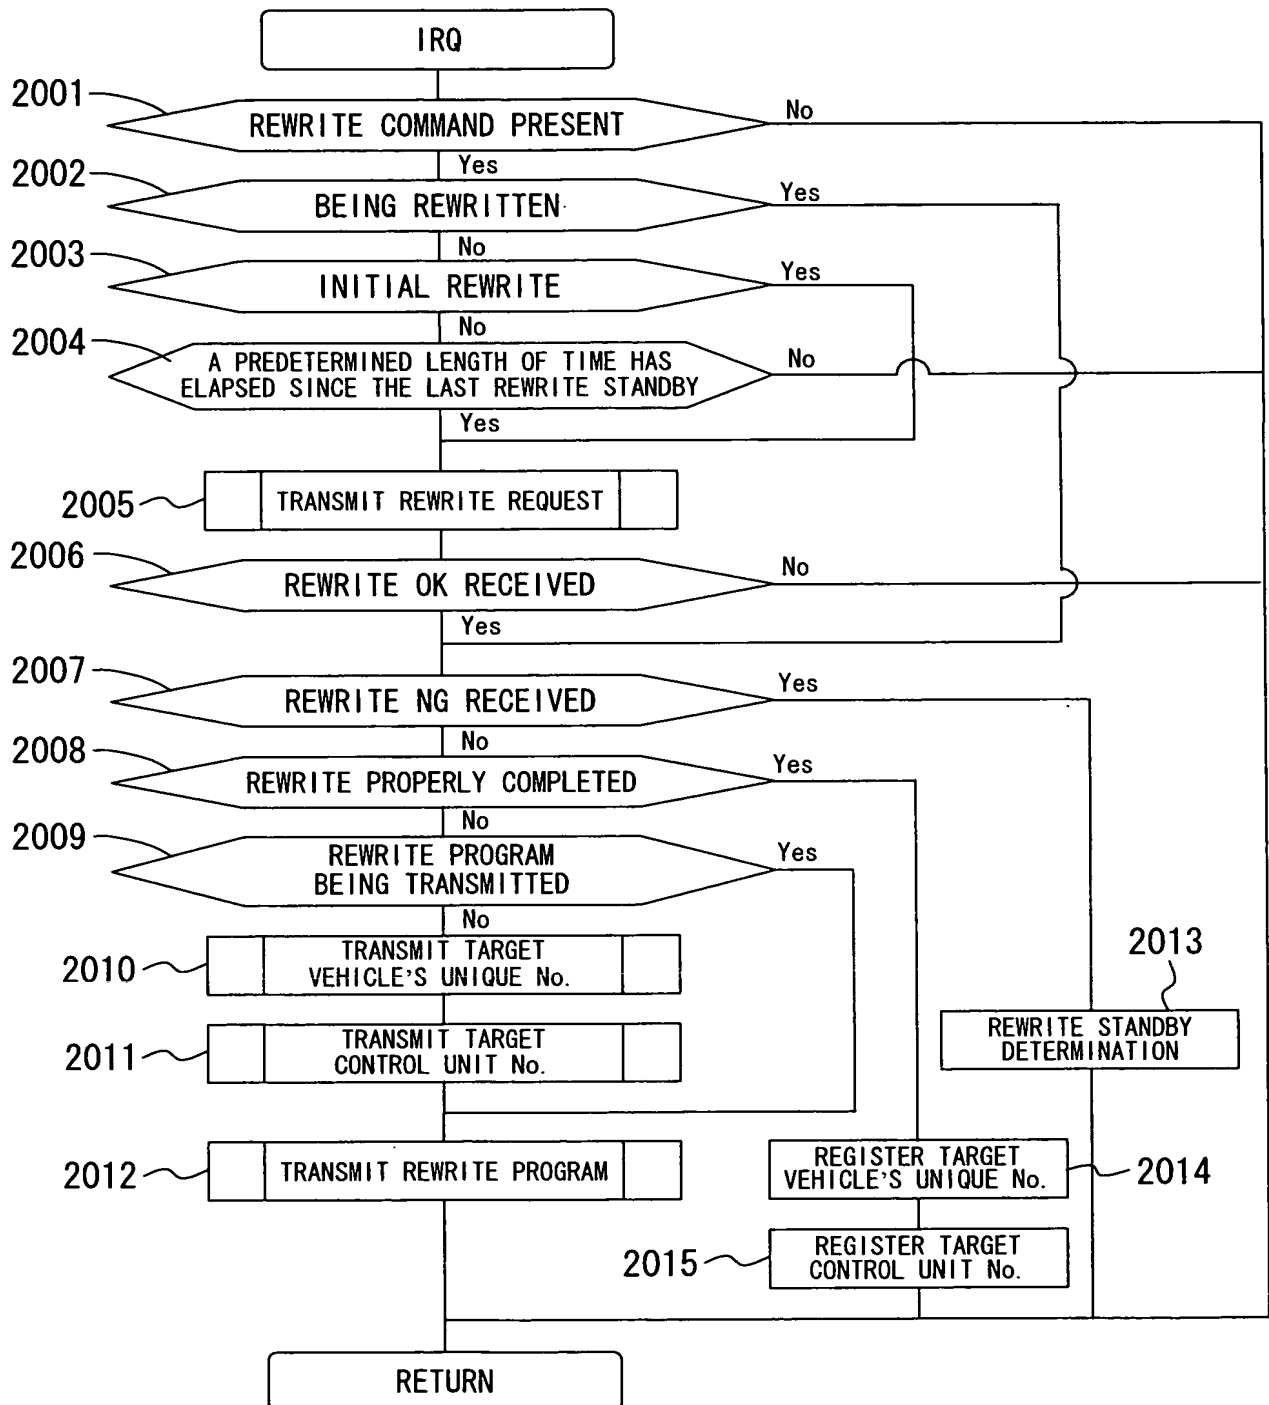 IRQ
2001
REWRITE COMMAND PRESENT
No
Yes
2002
BEING REWRITTEN
Yes
No
2003
INITIAL REWRITE
Yes
No
2004
A PREDETERMINED LENGTH OF TIME HAS
ELAPSED SINCE THE LAST REWRITE STANDBY
No
Yes
2005
TRANSMIT REWRITE REQUEST
2006
REWRITE OK RECEIVED
No
Yes
2007
REWRITE NG RECEIVED
Yes
No
2008
REWRITE PROPERLY COMPLETED
Yes
No
2009
REWRITE PROGRAM
BEING TRANSMITTED
Yes
No
2010
TRANSMIT TARGET
VEHICLE'S UNIQUE No.
2011
TRANSMIT TARGET
CONTROL UNIT No.
2012
TRANSMIT REWRITE PROGRAM
2013
REWRITE STANDBY
DETERMINATION
REGISTER TARGET
VEHICLE'S UNIQUE No.
2014
2015
REGISTER TARGET
CONTROL UNIT No.
RETURN